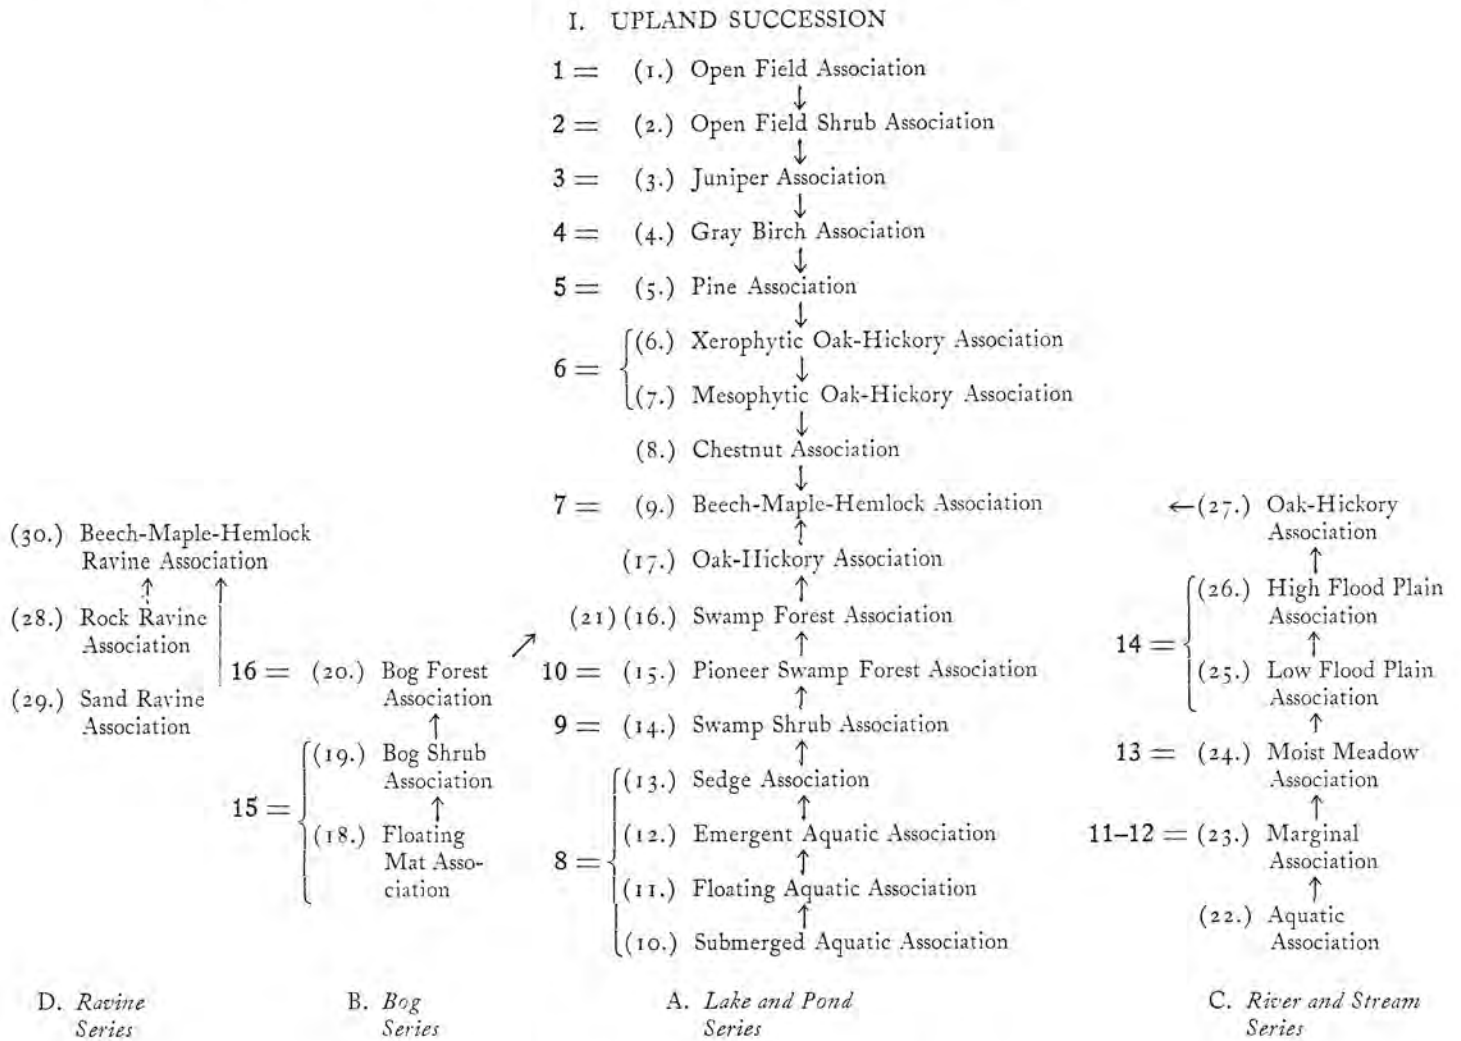 I. UPLAND SUCCESSION
1 = (1.) Open Field Association
↓
2 = (2.) Open Field Shrub Association
↓
3 = (3.) Juniper Association
↓
4 = (4.) Gray Birch Association
↓
5 = (5.) Pine Association
↓
6 = (6.) Xerophytic Oak-Hickory Association
↓
(7.) Mesophytic Oak-Hickory Association
↓
(8.) Chestnut Association
↓
7 = (9.) Beech-Maple-Hemlock Association
↑
(17.) Oak-Hickory Association
↑
(21) (16.) Swamp Forest Association
↑
10 = (15.) Pioneer Swamp Forest Association
↑
9 = (14.) Swamp Shrub Association
↑
8 = (13.) Sedge Association
↑
(12.) Emergent Aquatic Association
↑
(11.) Floating Aquatic Association
↑
(10.) Submerged Aquatic Association
A. Lake and Pond
Series
(30.) Beech-Maple-Hemlock
Ravine Association
↑ ↑
(28.) Rock Ravine
Association
(29.) Sand Ravine
Association
D. Ravine
Series
↗
16 = (20.) Bog Forest
Association
↑
15 = (19.) Bog Shrub
Association
↑
(18.) Floating
Mat Asso-
ciation
B. Bog
Series
← (27.) Oak-Hickory
Association
↑
14 = (26.) High Flood Plain
Association
↑
(25.) Low Flood Plain
Association
↑
13 = (24.) Moist Meadow
Association
↑
11–12 = (23.) Marginal
Association
↑
(22.) Aquatic
Association
C. River and Stream
Series